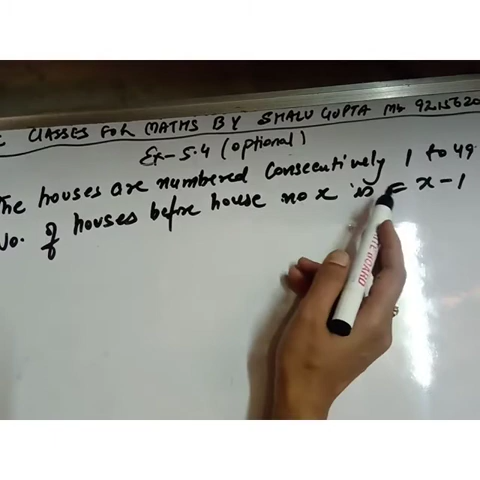 CLASSES FOR MATHS BY SHALU GUPTA M+ 9215620
Ex-5.4 (optional)
The houses are numbered consecutively 1 to 49
No. of houses before house no x is = x-1